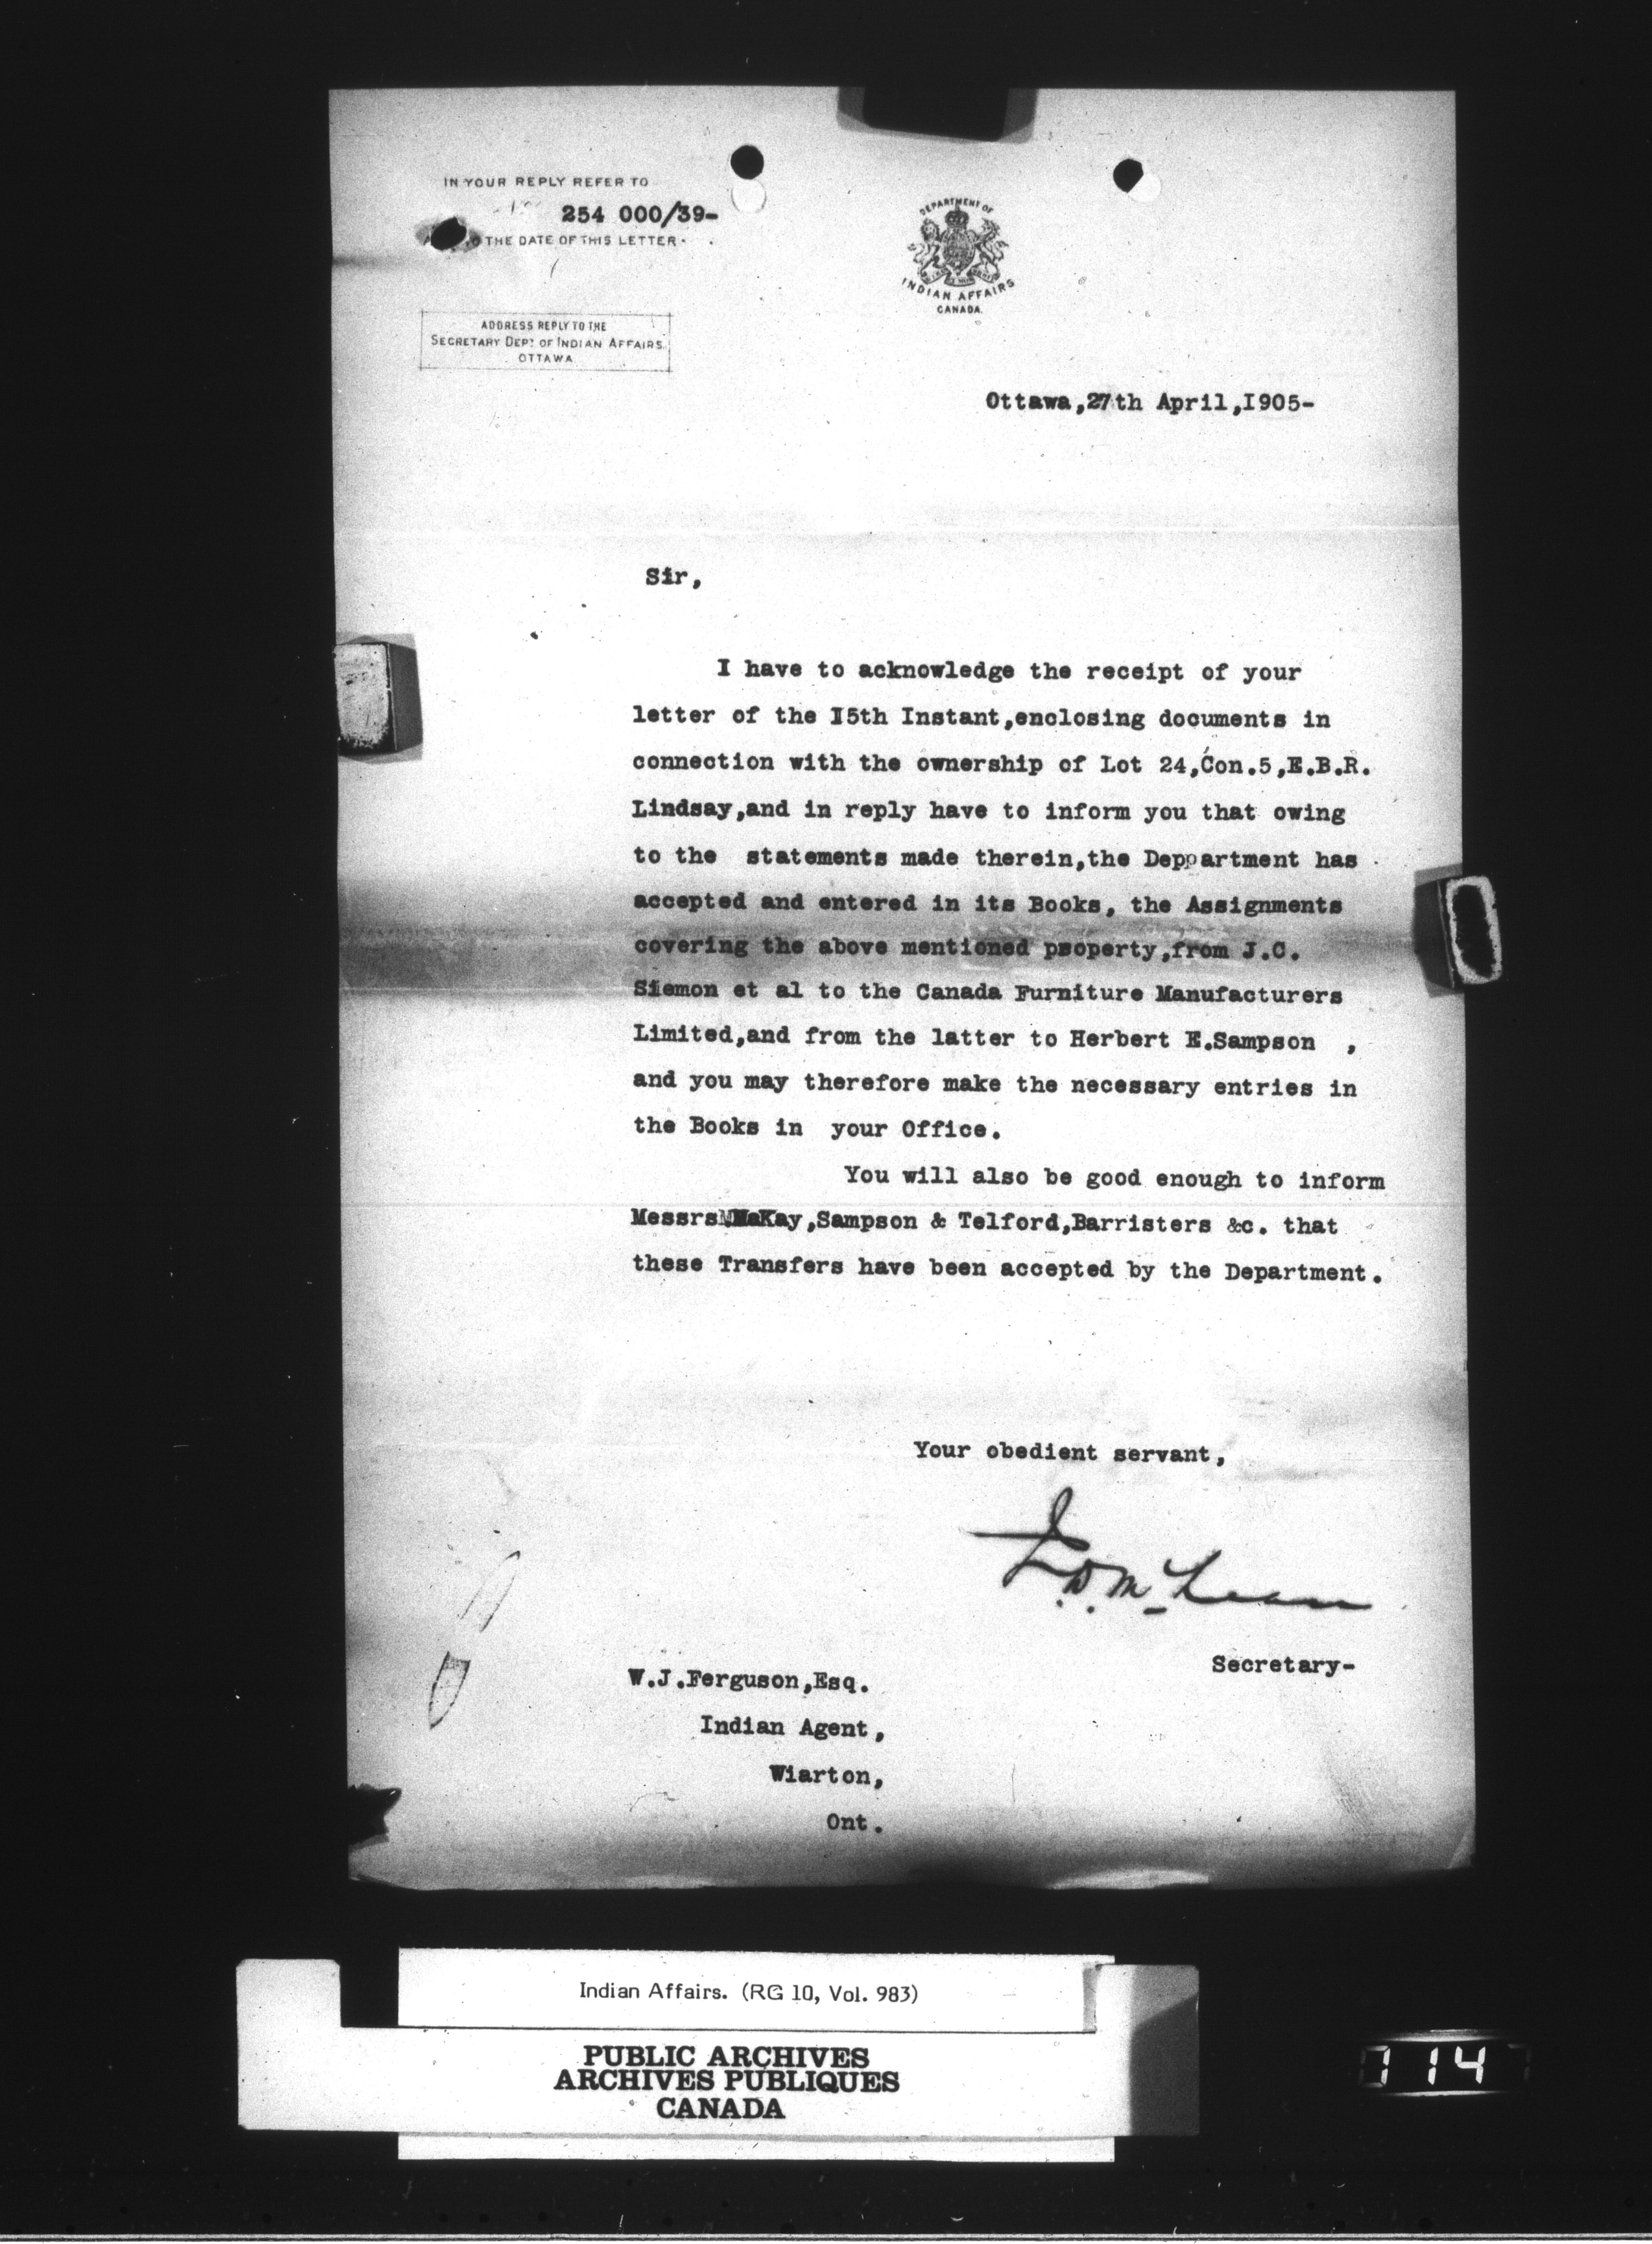 IN YOUR REPLY REFER TO
254 000/39-
THE DATE OF THIS LETTER.
DEPARTMENT OF
INDIAN AFFAIRS
CANADA.
ADDRESS REPLY TO THE
SECRETARY DEPT OF INDIAN AFFAIRS.
OTTAWA
Ottawa,27th April,I905-
Sir,
I have to acknowledge the receipt of your
letter of the I5th Instant,enclosing documents in
connection with the ownership of Lot 24,Con.5,E.B.R.
Lindsay,and in reply have to inform you that owing
to the statements made therein,the Deppartment has
accepted and entered in its Books, the Assignments
covering the above mentioned psoperty,from J.C.
Siemon et al to the Canada Furniture Manufacturers
Limited,and from the latter to Herbert E.Sampson ,
and you may therefore make the necessary entries in
the Books in your Office.
You will also be good enough to inform
Messrs. MaKay,Sampson & Telford,Barristers &c. that
these Transfers have been accepted by the Department.
Your obedient servant,
J.D. McLean
Secretary-
W.J.Ferguson,Esq.
Indian Agent,
Wiarton,
Ont.
Indian Affairs. (RG 10, Vol. 983)
PUBLIC ARCHIVES
ARCHIVES PUBLIQUES
CANADA
114